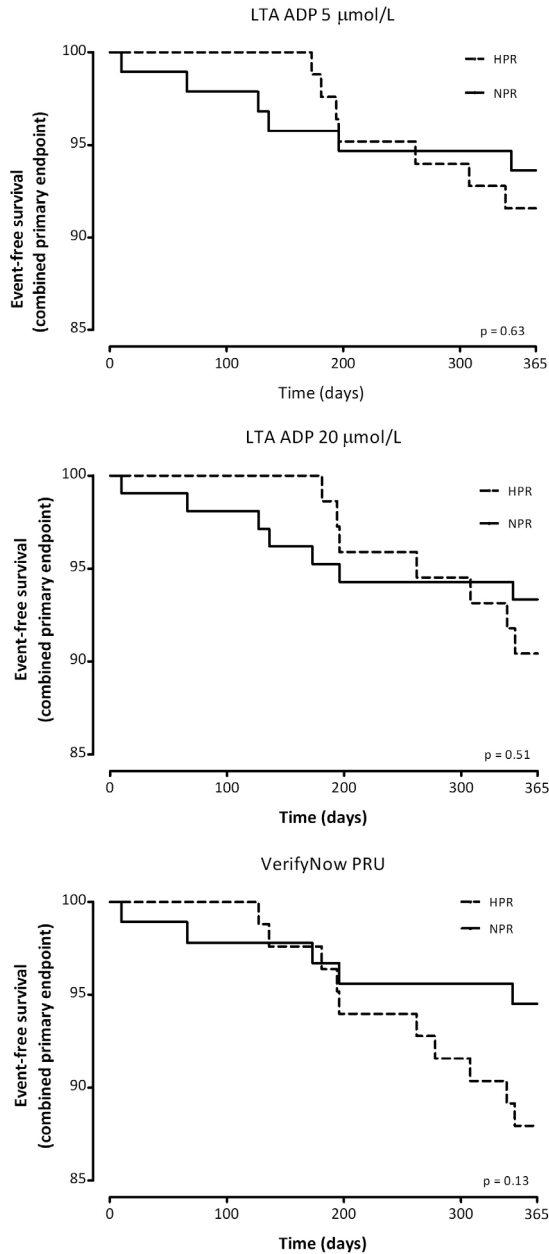 LTA ADP 5 μmol/L
100
95
90
85
Event-free survival
(combined primary endpoint)
HPR
NPR
p = 0.63
0 100 200 300 365
Time (days)
LTA ADP 20 μmol/L
100
95
90
85
Event-free survival
(combined primary endpoint)
HPR
NPR
p = 0.51
0 100 200 300 365
Time (days)
VerifyNow PRU
100
95
90
85
Event-free survival
(combined primary endpoint)
HPR
NPR
p = 0.13
0 100 200 300 365
Time (days)